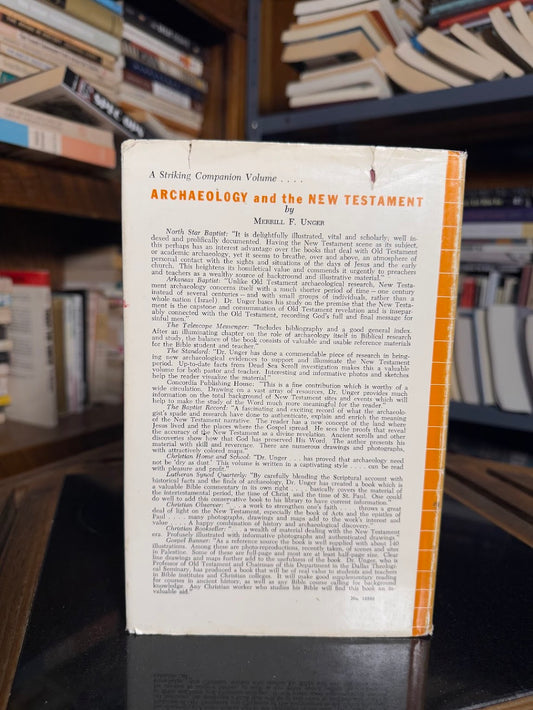 A Striking Companion Volume . . . .
ARCHAEOLOGY and the NEW TESTAMENT
by
MERRILL F. UNGER
North Star Baptist: "It is delightfully illustrated, vital and scholarly; well in-
dexed and prolifically documented. Having the New Testament scene as its subject,
this perhaps has an interest advantage over the books that deal with Old Testament
or academic archaeology, yet it seems to breathe, over and above, an atmosphere of
personal contact with the sights and situations of the days of Jesus and the early
church. This heightens its homiletical value and commends it urgently to preachers
and teachers as a wealthy source of background and illustrative material."
Arkansas Baptist: "Unlike Old Testament archaeological research, New Testa-
ment archaeology concerns itself with a much shorter period of time – one century
instead of several centuries – and with small groups of individuals, rather than a
whole nation (Israel). Dr. Unger bases his study on the premise that the New Testa-
ment is the capstone and consummation of Old Testament revelation and is insepar-
ably connected with the Old Testament, recording God's full and final message for
sinful men."
The Telescope Messenger: "Includes bibliography and a good general index.
After an illuminating chapter on the role of archaeology itself in Biblical research
and study, the balance of the book consists of valuable and usable reference materials
for the Bible student and teacher."
The Standard: "Dr. Unger has done a commendable piece of research in bring-
ing new archaeological evidences to support and illuminate the New Testament
period. Up-to-date facts from Dead Sea Scroll investigation makes this a valuable
volume for both pastor and teacher. Interesting and informative photos and sketches
help the reader visualize the material."
Concordia Publishing House: "This is a fine contribution which is worthy of a
wide circulation. Drawing on a vast array of resources, Dr. Unger provides much
information on the total background of New Testament sites and events which will
help to make the study of the Word much more meaningful for the reader."
The Baptist Record: "A fascinating and exciting record of what the archaeolo-
gist's spade and research have done to authenticate, explain and enrich the meaning
of the New Testament narrative. The reader has a new concept of the land where
Jesus lived and the places where the Gospel spread. He sees the proofs that reveal
the accuracy of the New Testament as a divine revelation. Ancient scrolls and other
discoveries show how that God has preserved His Word. The author presents his
material with skill and reverence. There are numerous drawings and photographs,
with attractively colored maps."
Christian Home and School: "Dr. Unger . . . has proved that archaeology need
not be 'dry as dust.' This volume is written in a captivating style . . . . can be read
with pleasure and profit."
Lutheran Synod Quarterly: "By carefully blending the Scriptural account with
historical facts and the finds of archaeology, Dr. Unger has created a book which is
a valuable Bible commentary in its own right . . . basically covers the material of
the intertestamental period, the time of Christ, and the time of St. Paul. One could
do well to add this conservative book to his library to have current information."
Christian Observer: ". . . a work to strengthen one's faith . . . throws a great
deal of light on the New Testament, especially the book of Acts and the epistles of
Paul . . . many photographs, drawings and maps add to the work's interest and
value . . . A happy combination of history and archaeological discovery."
Christian Bookseller: ". . . a wealth of material dealing with the New Testament
era. Profusely illustrated with informative photographs and authenticated drawings."
Gospel Banner: "As a reference source the book is well supplied with about 140
illustrations. Among these are photo reproductions, recently taken, of scenes and sites
in Palestine. Some of these are full-page and most are at least half-page size. Clear
line drawings and maps further add to the usefulness of the book. Dr. Unger, who is
Professor of Old Testament and Chairman of this Department in the Dallas Theologi-
cal Seminary, has produced a book that will be of real value to students and teachers
in Bible institutes and Christian colleges. It will make good supplementary reading
for courses in ancient history, as well as any Bible course calling for background
knowledge. Any Christian worker who studies his Bible will find this book an in-
valuable aid."